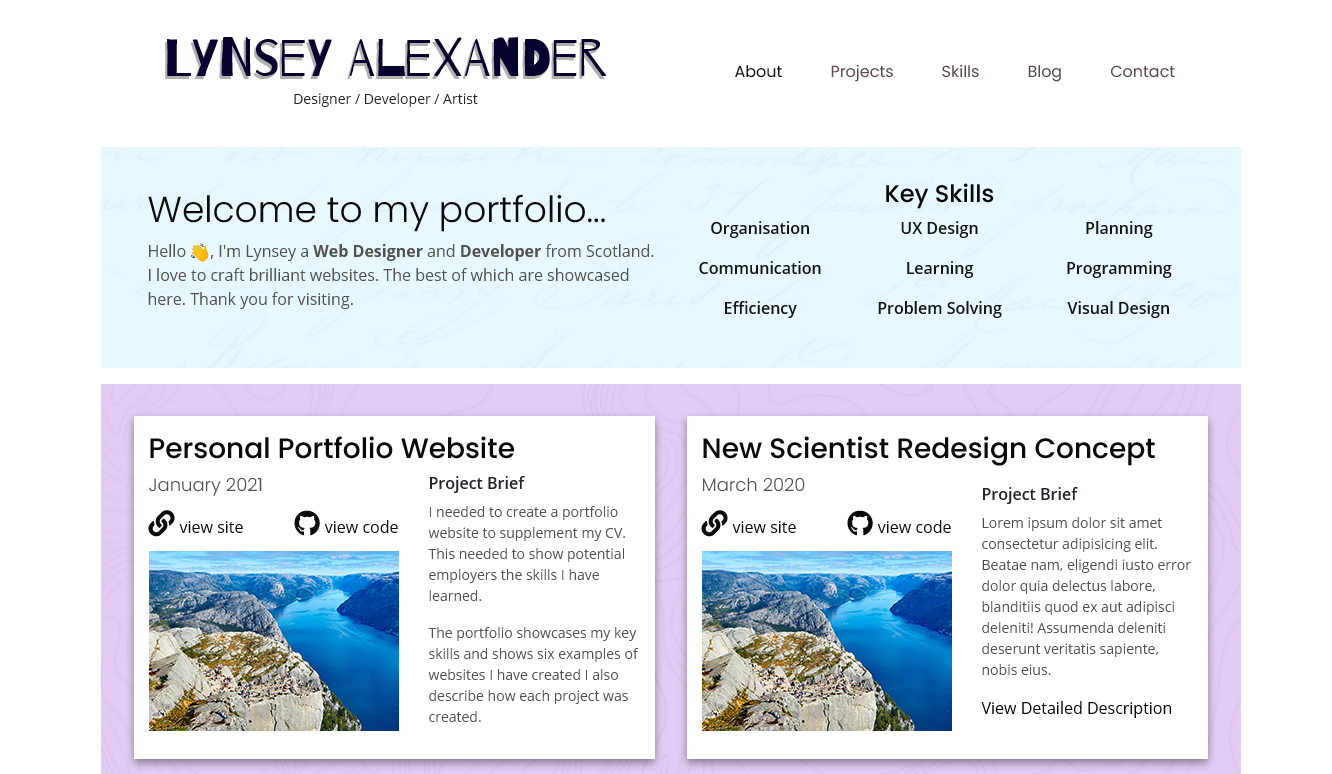 LYNSEY ALEXANDER
Designer / Developer / Artist
About Projects Skills Blog Contact
Welcome to my portfolio...
Hello 👋, I'm Lynsey a Web Designer and Developer from Scotland.
I love to craft brilliant websites. The best of which are showcased
here. Thank you for visiting.
Key Skills
Organisation UX Design Planning
Communication Learning Programming
Efficiency Problem Solving Visual Design
Personal Portfolio Website
January 2021
view site view code
Project Brief
I needed to create a portfolio
website to supplement my CV.
This needed to show potential
employers the skills I have
learned.
The portfolio showcases my key
skills and shows six examples of
websites I have created I also
describe how each project was
created.
New Scientist Redesign Concept
March 2020
view site view code
Project Brief
Lorem ipsum dolor sit amet
consectetur adipisicing elit.
Beatae nam, eligendi iusto error
dolor quia delectus labore,
blanditiis quod ex aut adipisci
deleniti! Assumenda deleniti
deserunt veritatis sapiente,
nobis eius.
View Detailed Description